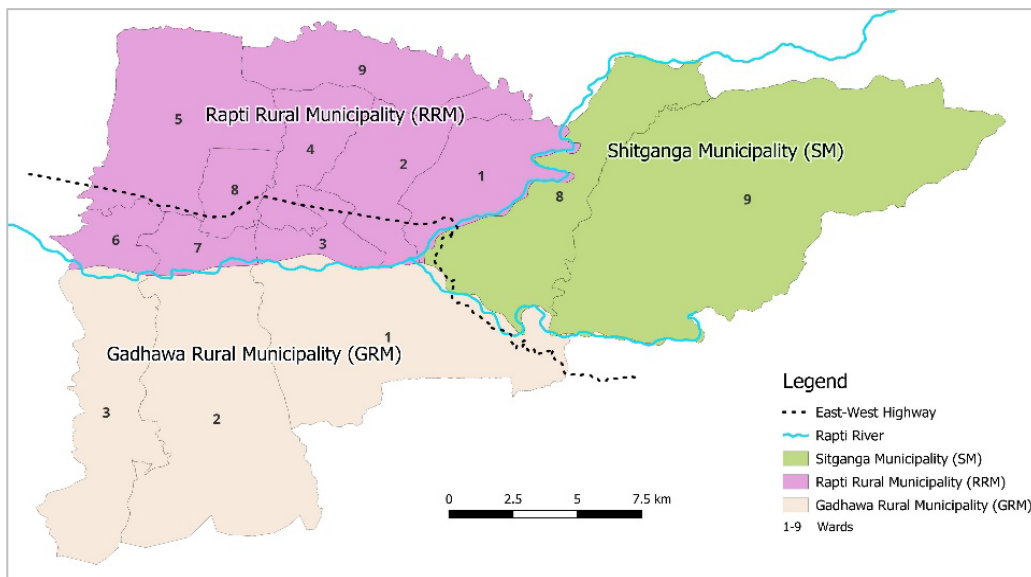 9
5
Rapti Rural Municipality (RRM)
4
2
1
8
6
7
3
Shitganga Municipality (SM)
8
9
1
Gadhawa Rural Municipality (GRM)
3
2
Legend
East-West Highway
Rapti River
Sitganga Municipality (SM)
Rapti Rural Municipality (RRM)
Gadhawa Rural Municipality (GRM)
1-9 Wards
0 2.5 5 7.5 km